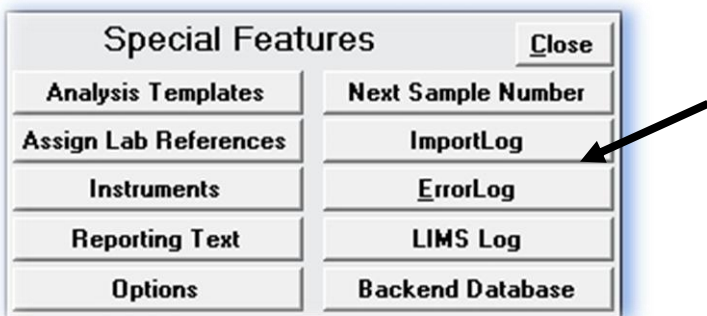 Special Features Close
Analysis Templates Next Sample Number
Assign Lab References ImportLog
Instruments ErrorLog
Reporting Text LIMS Log
Options Backend Database